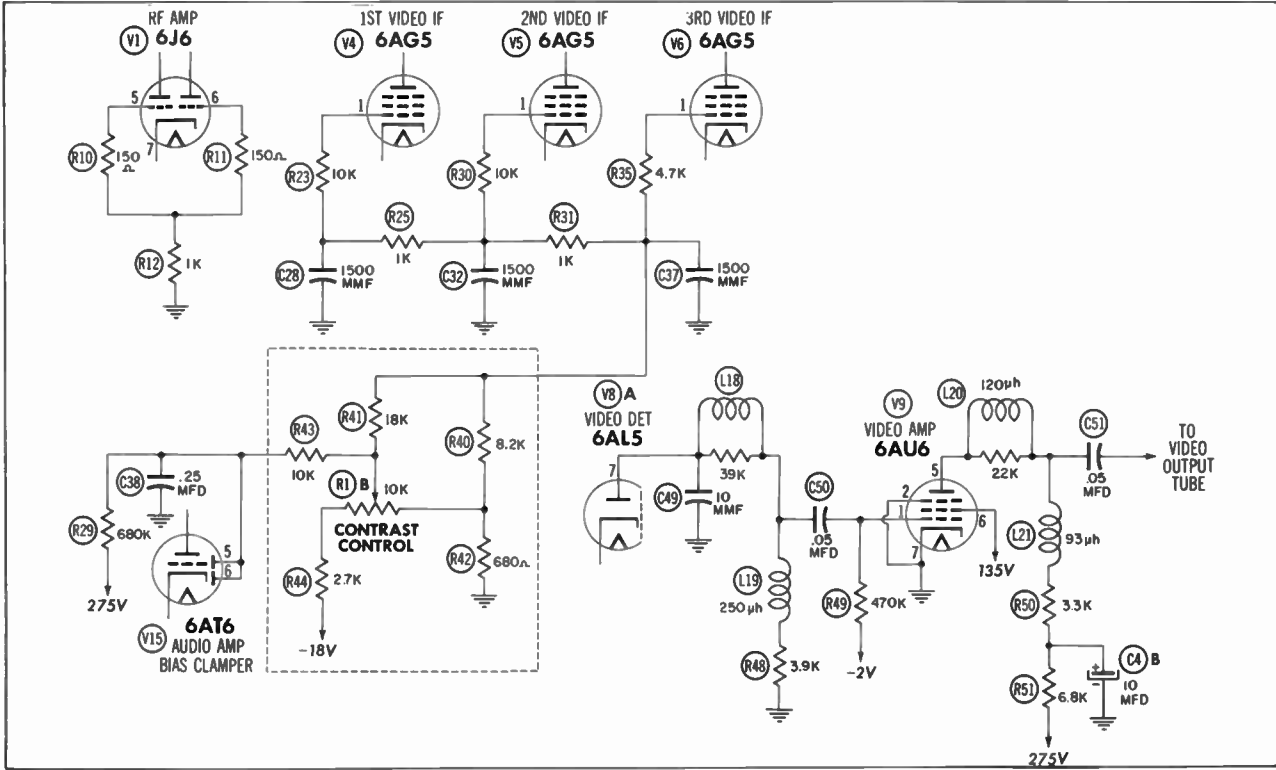 RF AMP
V1 6J6
5
6
7
R10
150
Ω
R11
150Ω
R12
1K
1ST VIDEO IF
V4 6AG5
1
R23
10K
R25
1K
C28
1500
MMF
2ND VIDEO IF
V5 6AG5
1
R30
10K
R31
1K
C32
1500
MMF
3RD VIDEO IF
V6 6AG5
1
R35
4.7K
C37
1500
MMF
R43
10K
R41
18K
R40
8.2K
R1 B
10K
CONTRAST
CONTROL
R44
2.7K
-18V
R42
680Ω
C38
.25
MFD
R29
680K
275V
5
6
6AT6
V15
AUDIO AMP
BIAS CLAMPER
V8 A
VIDEO DET
6AL5
7
L18
39K
C49
10
MMF
C50
.05
MFD
L19
250μh
R48
3.9K
R49
470K
-2V
V9
VIDEO AMP
6AU6
5
2
1
7
6
135V
L20
120μh
22K
C51
.05
MFD
TO
VIDEO
OUTPUT
TUBE
L21
93μh
R50
3.3K
R51
6.8K
C4 B
+
-
10
MFD
275V